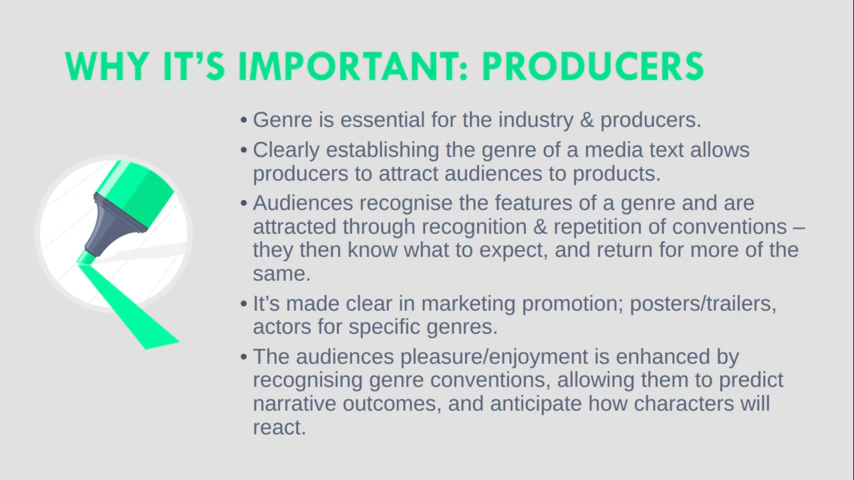 WHY IT'S IMPORTANT: PRODUCERS
• Genre is essential for the industry & producers.
• Clearly establishing the genre of a media text allows
producers to attract audiences to products.
• Audiences recognise the features of a genre and are
attracted through recognition & repetition of conventions –
they then know what to expect, and return for more of the
same.
• It's made clear in marketing promotion; posters/trailers,
actors for specific genres.
• The audiences pleasure/enjoyment is enhanced by
recognising genre conventions, allowing them to predict
narrative outcomes, and anticipate how characters will
react.